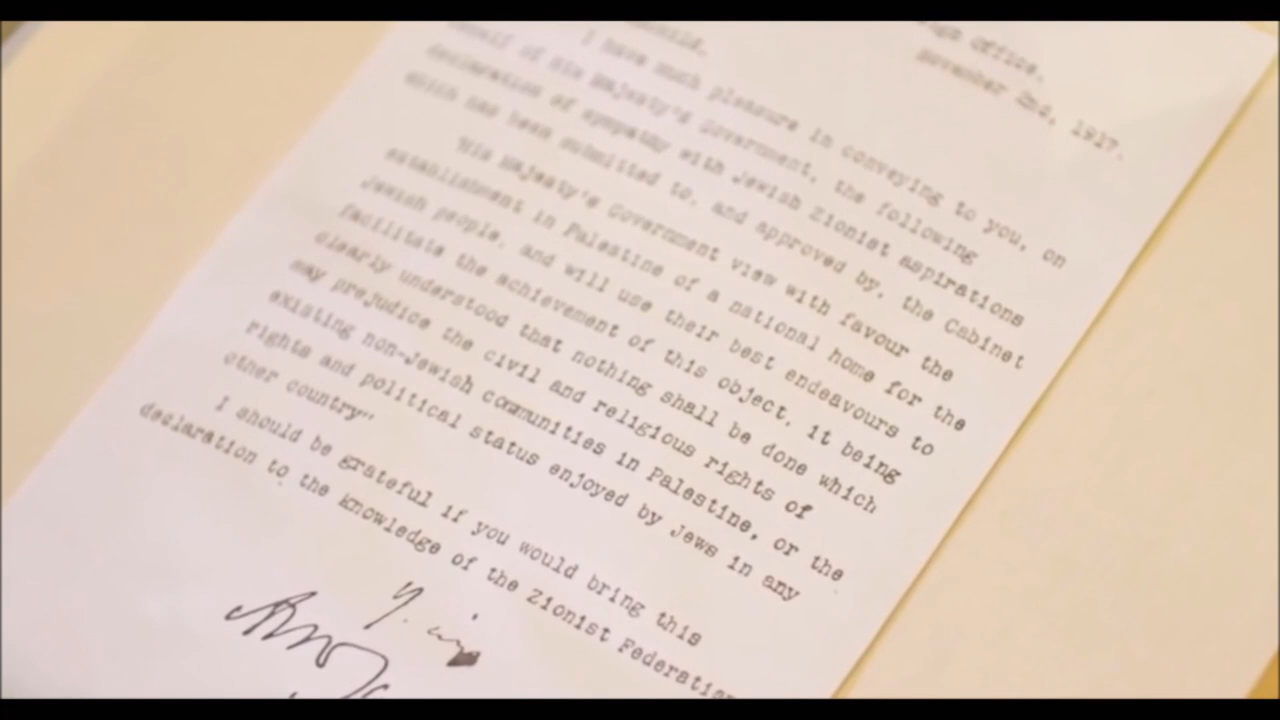 Office,
November 2nd, 1917.
I have much pleasure in conveying to you, on
behalf of His Majesty's Government, the following
declaration of sympathy with Jewish Zionist aspirations
which has been submitted to, and approved by, the Cabinet
"His Majesty's Government view with favour the
establishment in Palestine of a national home for the
Jewish people, and will use their best endeavours to
facilitate the achievement of this object, it being
clearly understood that nothing shall be done which
may prejudice the civil and religious rights of
existing non-Jewish communities in Palestine, or the
rights and political status enjoyed by Jews in any
other country"
I should be grateful if you would bring this
declaration to the knowledge of the Zionist Federation